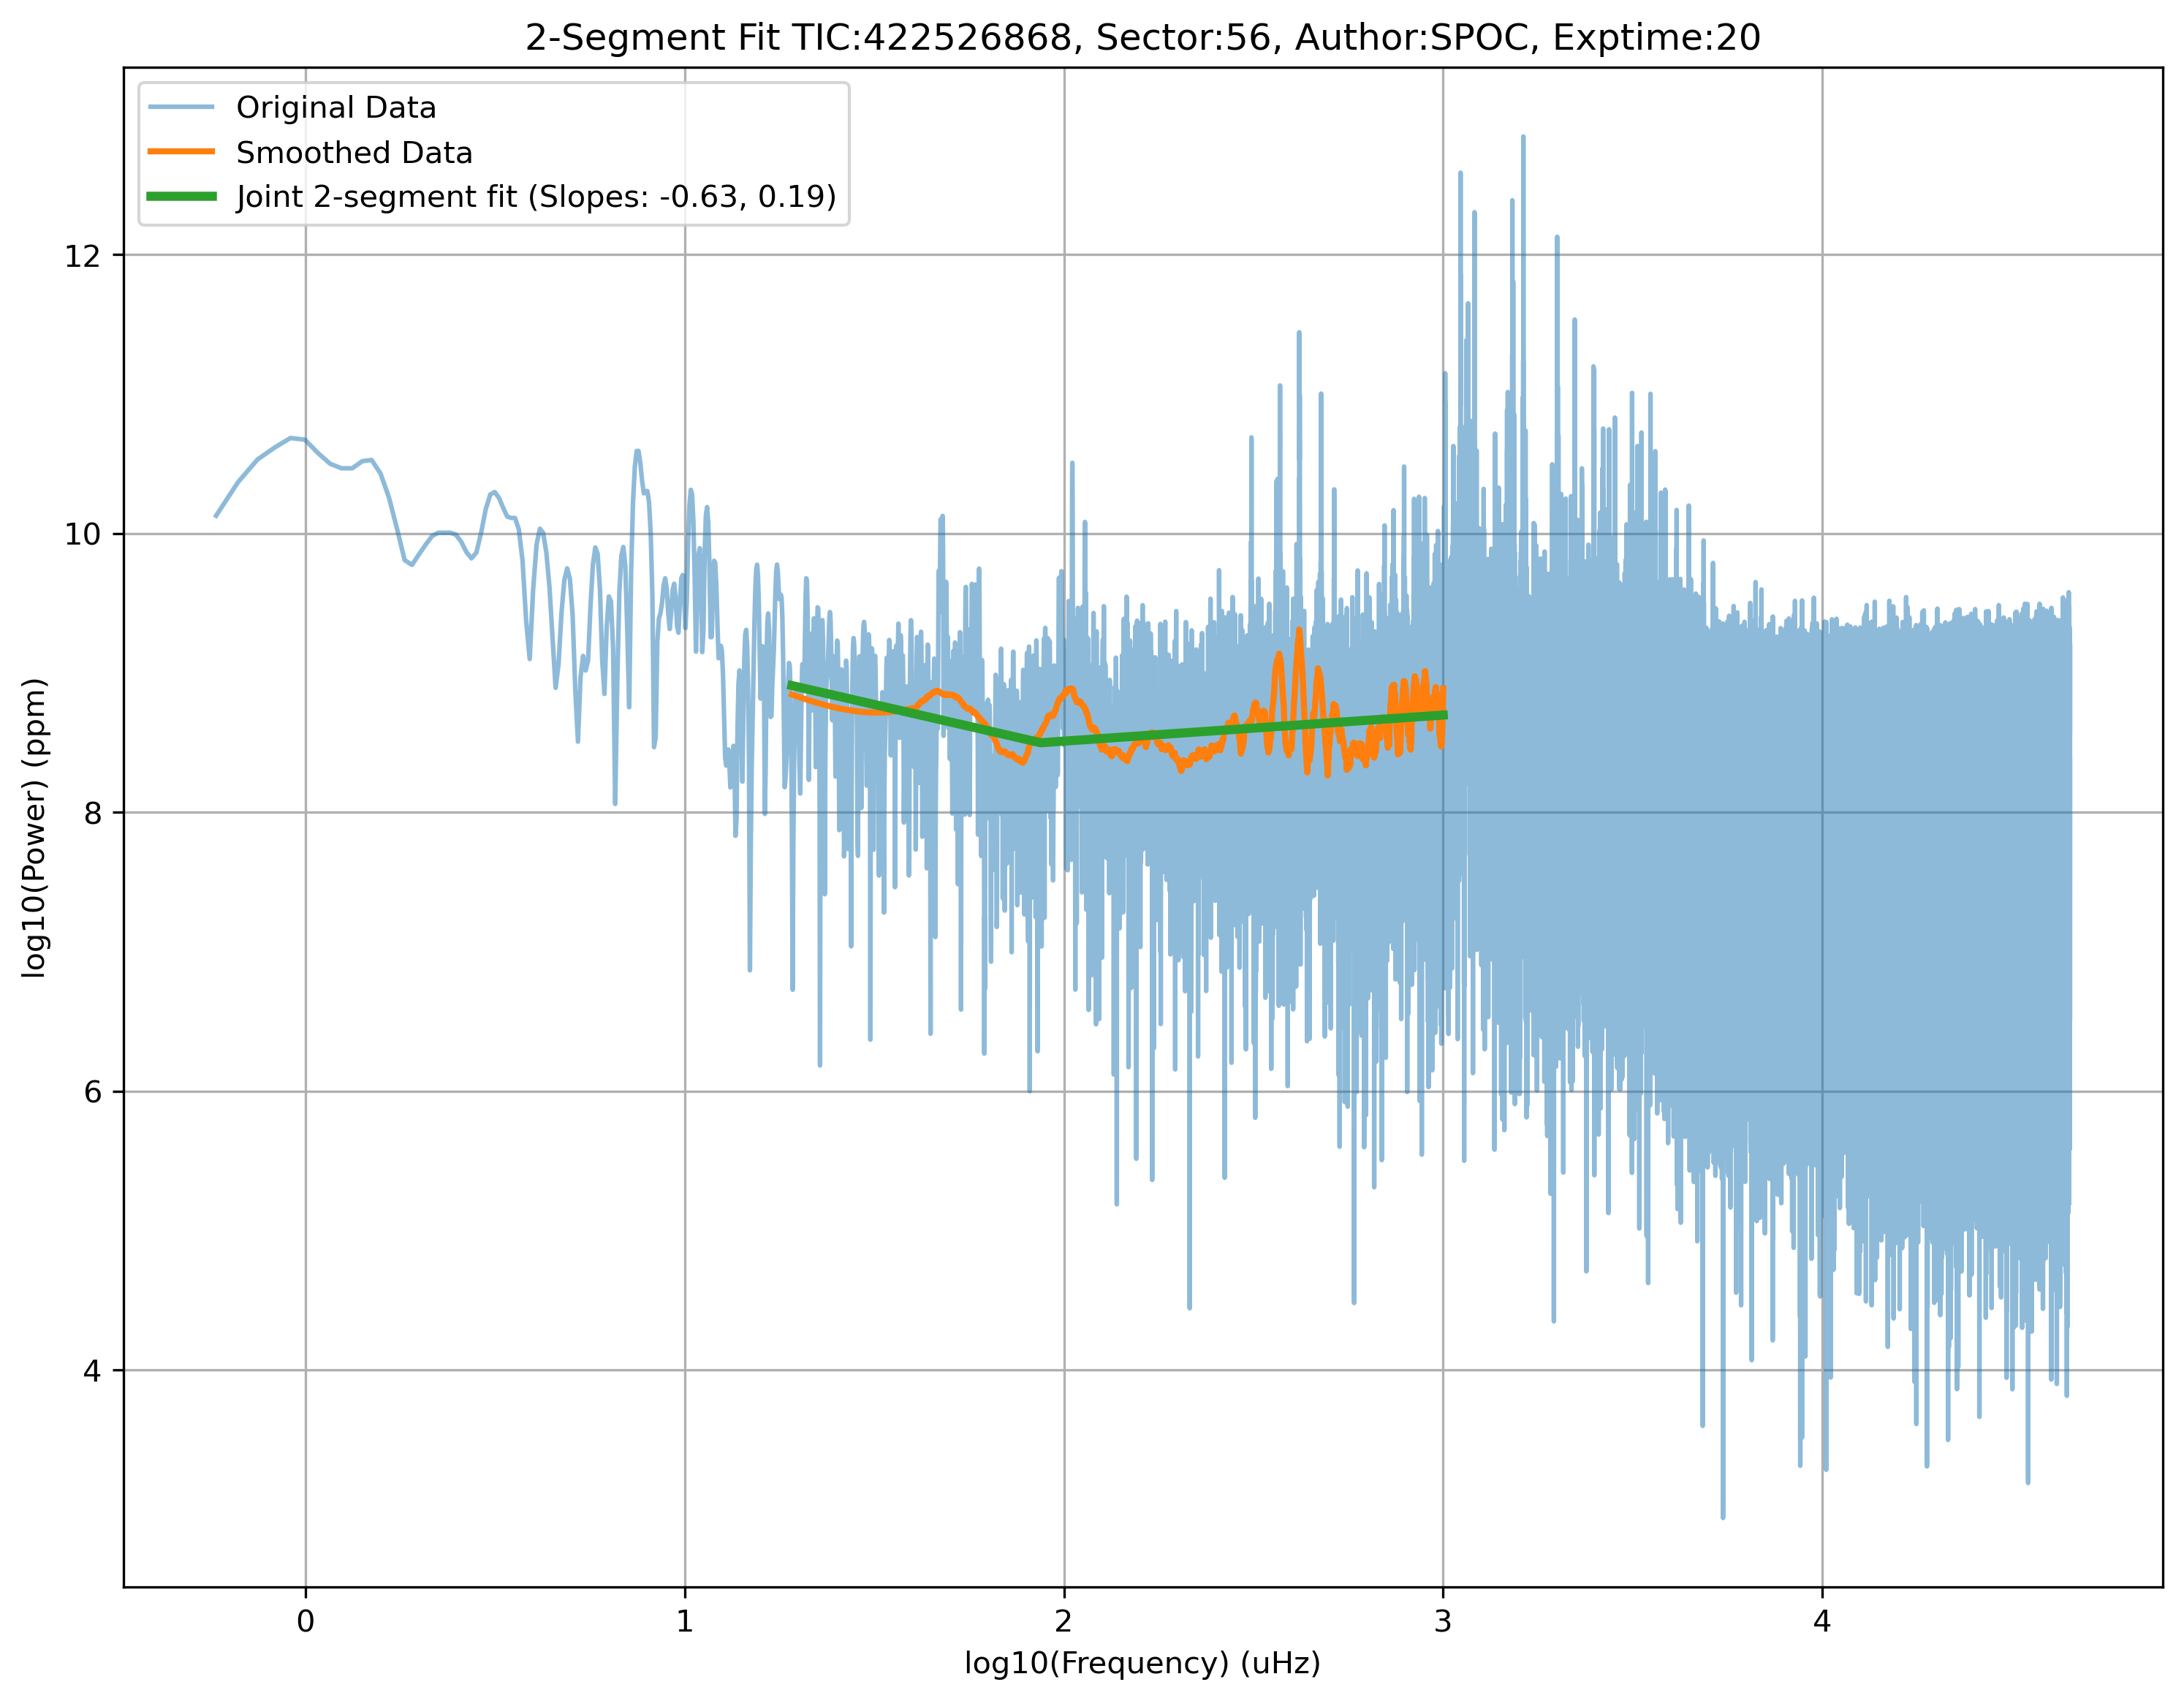 2-Segment Fit TIC:422526868, Sector:56, Author:SPOC, Exptime:20
Original Data
Smoothed Data
Joint 2-segment fit (Slopes: -0.63, 0.19)
log10(Power) (ppm)
12
10
8
6
4
0 1 2 3 4
log10(Frequency) (uHz)